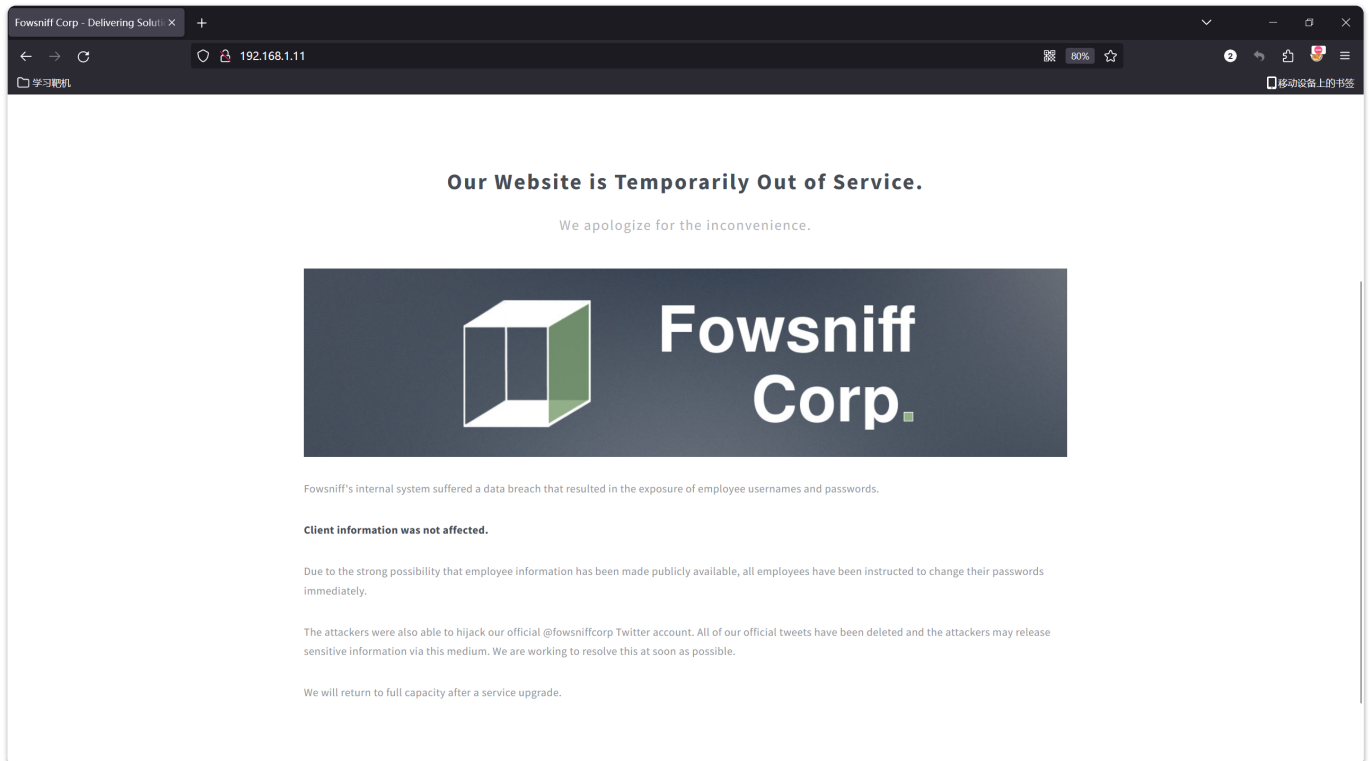 Fowsniff Corp - Delivering Soluti
192.168.1.11
80%
2
学习靶机
移动设备上的书签
Our Website is Temporarily Out of Service.
We apologize for the inconvenience.
Fowsniff
Corp.
Fowsniff's internal system suffered a data breach that resulted in the exposure of employee usernames and passwords.
Client information was not affected.
Due to the strong possibility that employee information has been made publicly available, all employees have been instructed to change their passwords
immediately.
The attackers were also able to hijack our official @fowsniffcorp Twitter account. All of our official tweets have been deleted and the attackers may release
sensitive information via this medium. We are working to resolve this at soon as possible.
We will return to full capacity after a service upgrade.